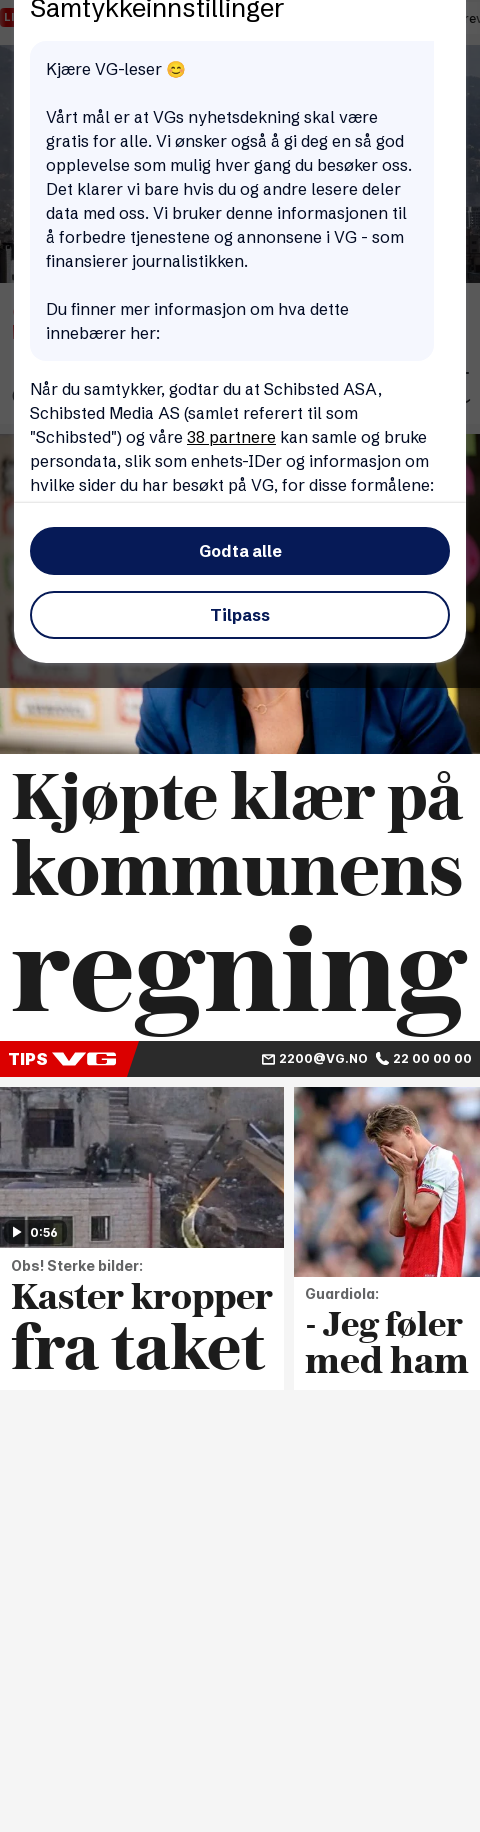 Samtykkeinnstillinger
Kjære VG-leser 😊
Vårt mål er at VGs nyhetsdekning skal være
gratis for alle. Vi ønsker også å gi deg en så god
opplevelse som mulig hver gang du besøker oss.
Det klarer vi bare hvis du og andre lesere deler
data med oss. Vi bruker denne informasjonen til
å forbedre tjenestene og annonsene i VG - som
finansierer journalistikken.
Du finner mer informasjon om hva dette
innebærer her:
Når du samtykker, godtar du at Schibsted ASA,
Schibsted Media AS (samlet referert til som
"Schibsted") og våre 38 partnere kan samle og bruke
persondata, slik som enhets-IDer og informasjon om
hvilke sider du har besøkt på VG, for disse formålene:
Godta alle
Tilpass
Kjøpte klær på
kommunens
regning
TIPS VG 2200@VG.NO 22 00 00 00
0:56
Obs! Sterke bilder:
Kaster kropper
fra taket
Guardiola:
- Jeg føler
med ham